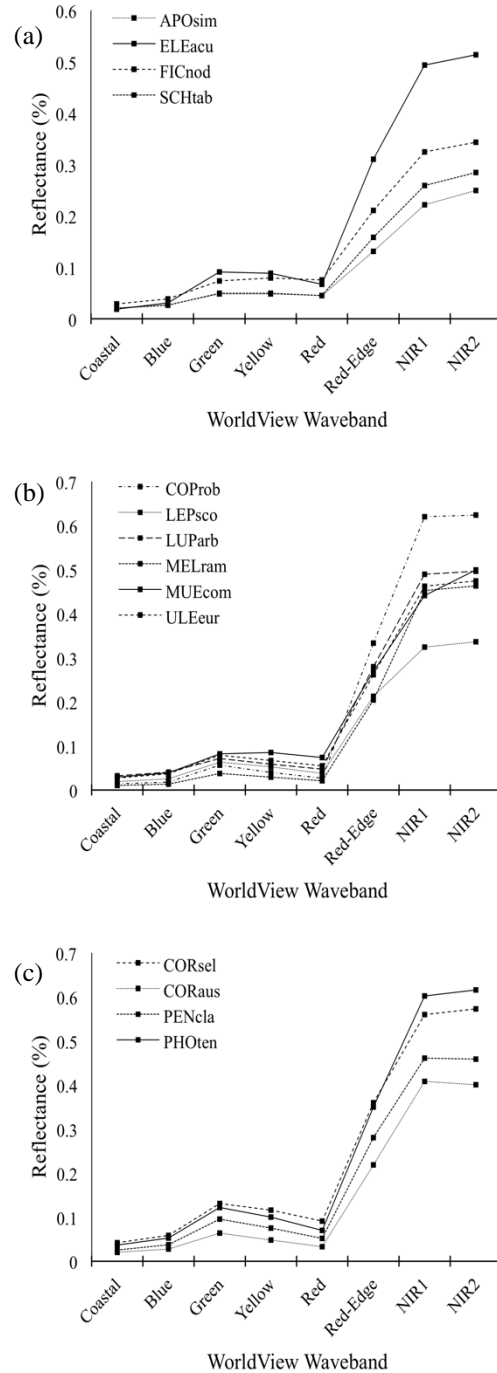 (a)
APOsim
ELEacu
FICnod
SCHtab
0.6
0.5
0.4
0.3
0.2
0.1
0
Reflectance (%)
Coastal
Blue
Green
Yellow
Red
Red-Edge
NIR1
NIR2
WorldView Waveband
(b)
COProb
LEPsco
LUParb
MELram
MUEcom
ULEeur
0.7
0.6
0.5
0.4
0.3
0.2
0.1
0
Reflectance (%)
Coastal
Blue
Green
Yellow
Red
Red-Edge
NIR1
NIR2
WorldView Waveband
(c)
CORsel
CORaus
PENcla
PHOten
0.7
0.6
0.5
0.4
0.3
0.2
0.1
0
Reflectance (%)
Coastal
Blue
Green
Yellow
Red
Red-Edge
NIR1
NIR2
WorldView Waveband